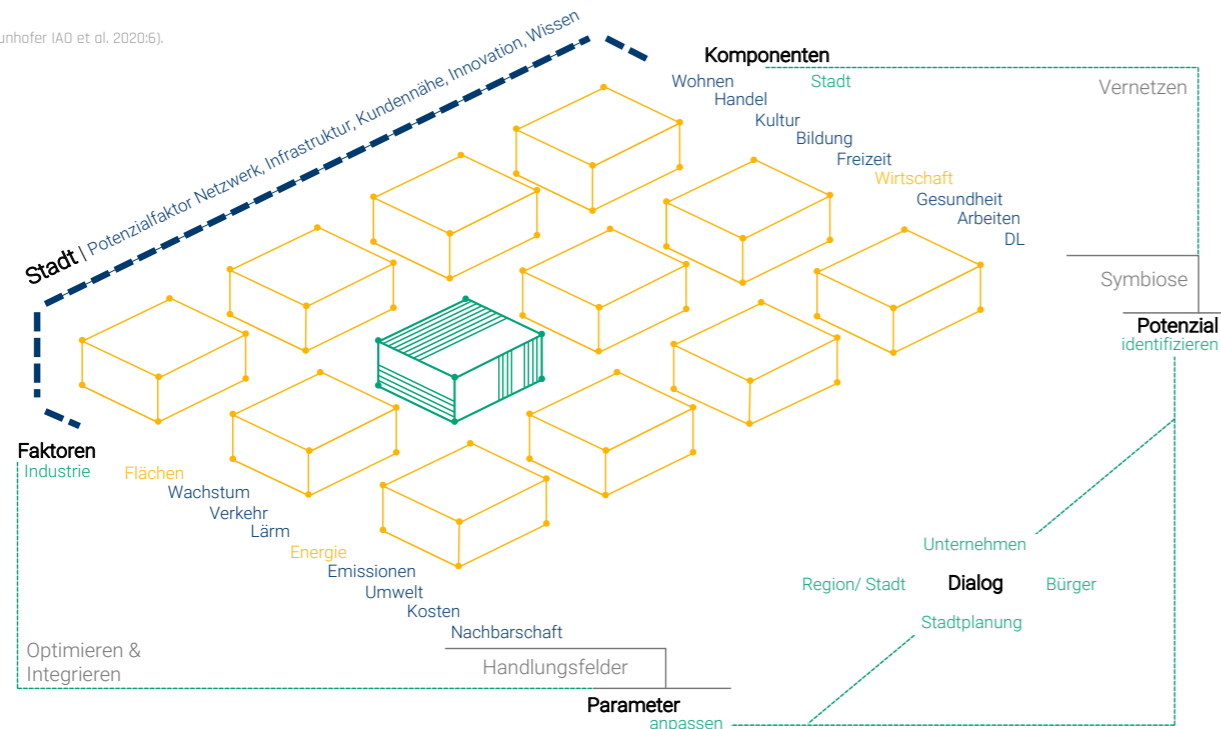 unhofer IAO et al. 2020:6).
Stadt | Potenzialfaktor Netzwerk, Infrastruktur, Kundennähe, Innovation, Wissen
Komponenten
Stadt
Wohnen
Handel
Kultur
Bildung
Freizeit
Wirtschaft
Gesundheit
Arbeiten
DL
Vernetzen
Symbiose
Potenzial
identifizieren
Faktoren
Industrie
Flächen
Wachstum
Verkehr
Lärm
Energie
Emissionen
Umwelt
Kosten
Nachbarschaft
Optimieren &
Integrieren
Handlungsfelder
Parameter
anpassen
Unternehmen
Region/ Stadt Dialog Bürger
Stadtplanung